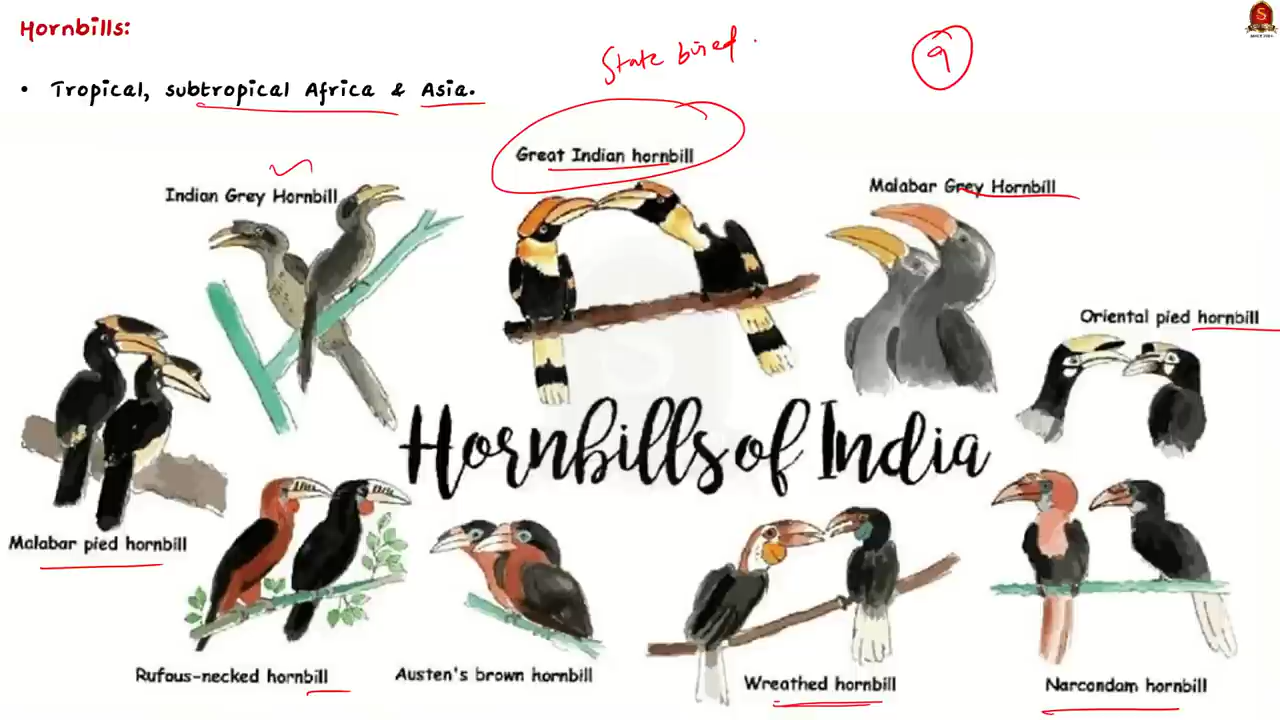 Hornbills:
State bired.
9
• Tropical, subtropical Africa & Asia.
Great Indian hornbill
Indian Grey Hornbill
Malabar Grey Hornbill
Oriental pied hornbill
Hornbills of India
Malabar pied hornbill
Rufous-necked hornbill
Austen's brown hornbill
Wreathed hornbill
Narcondam hornbill
S